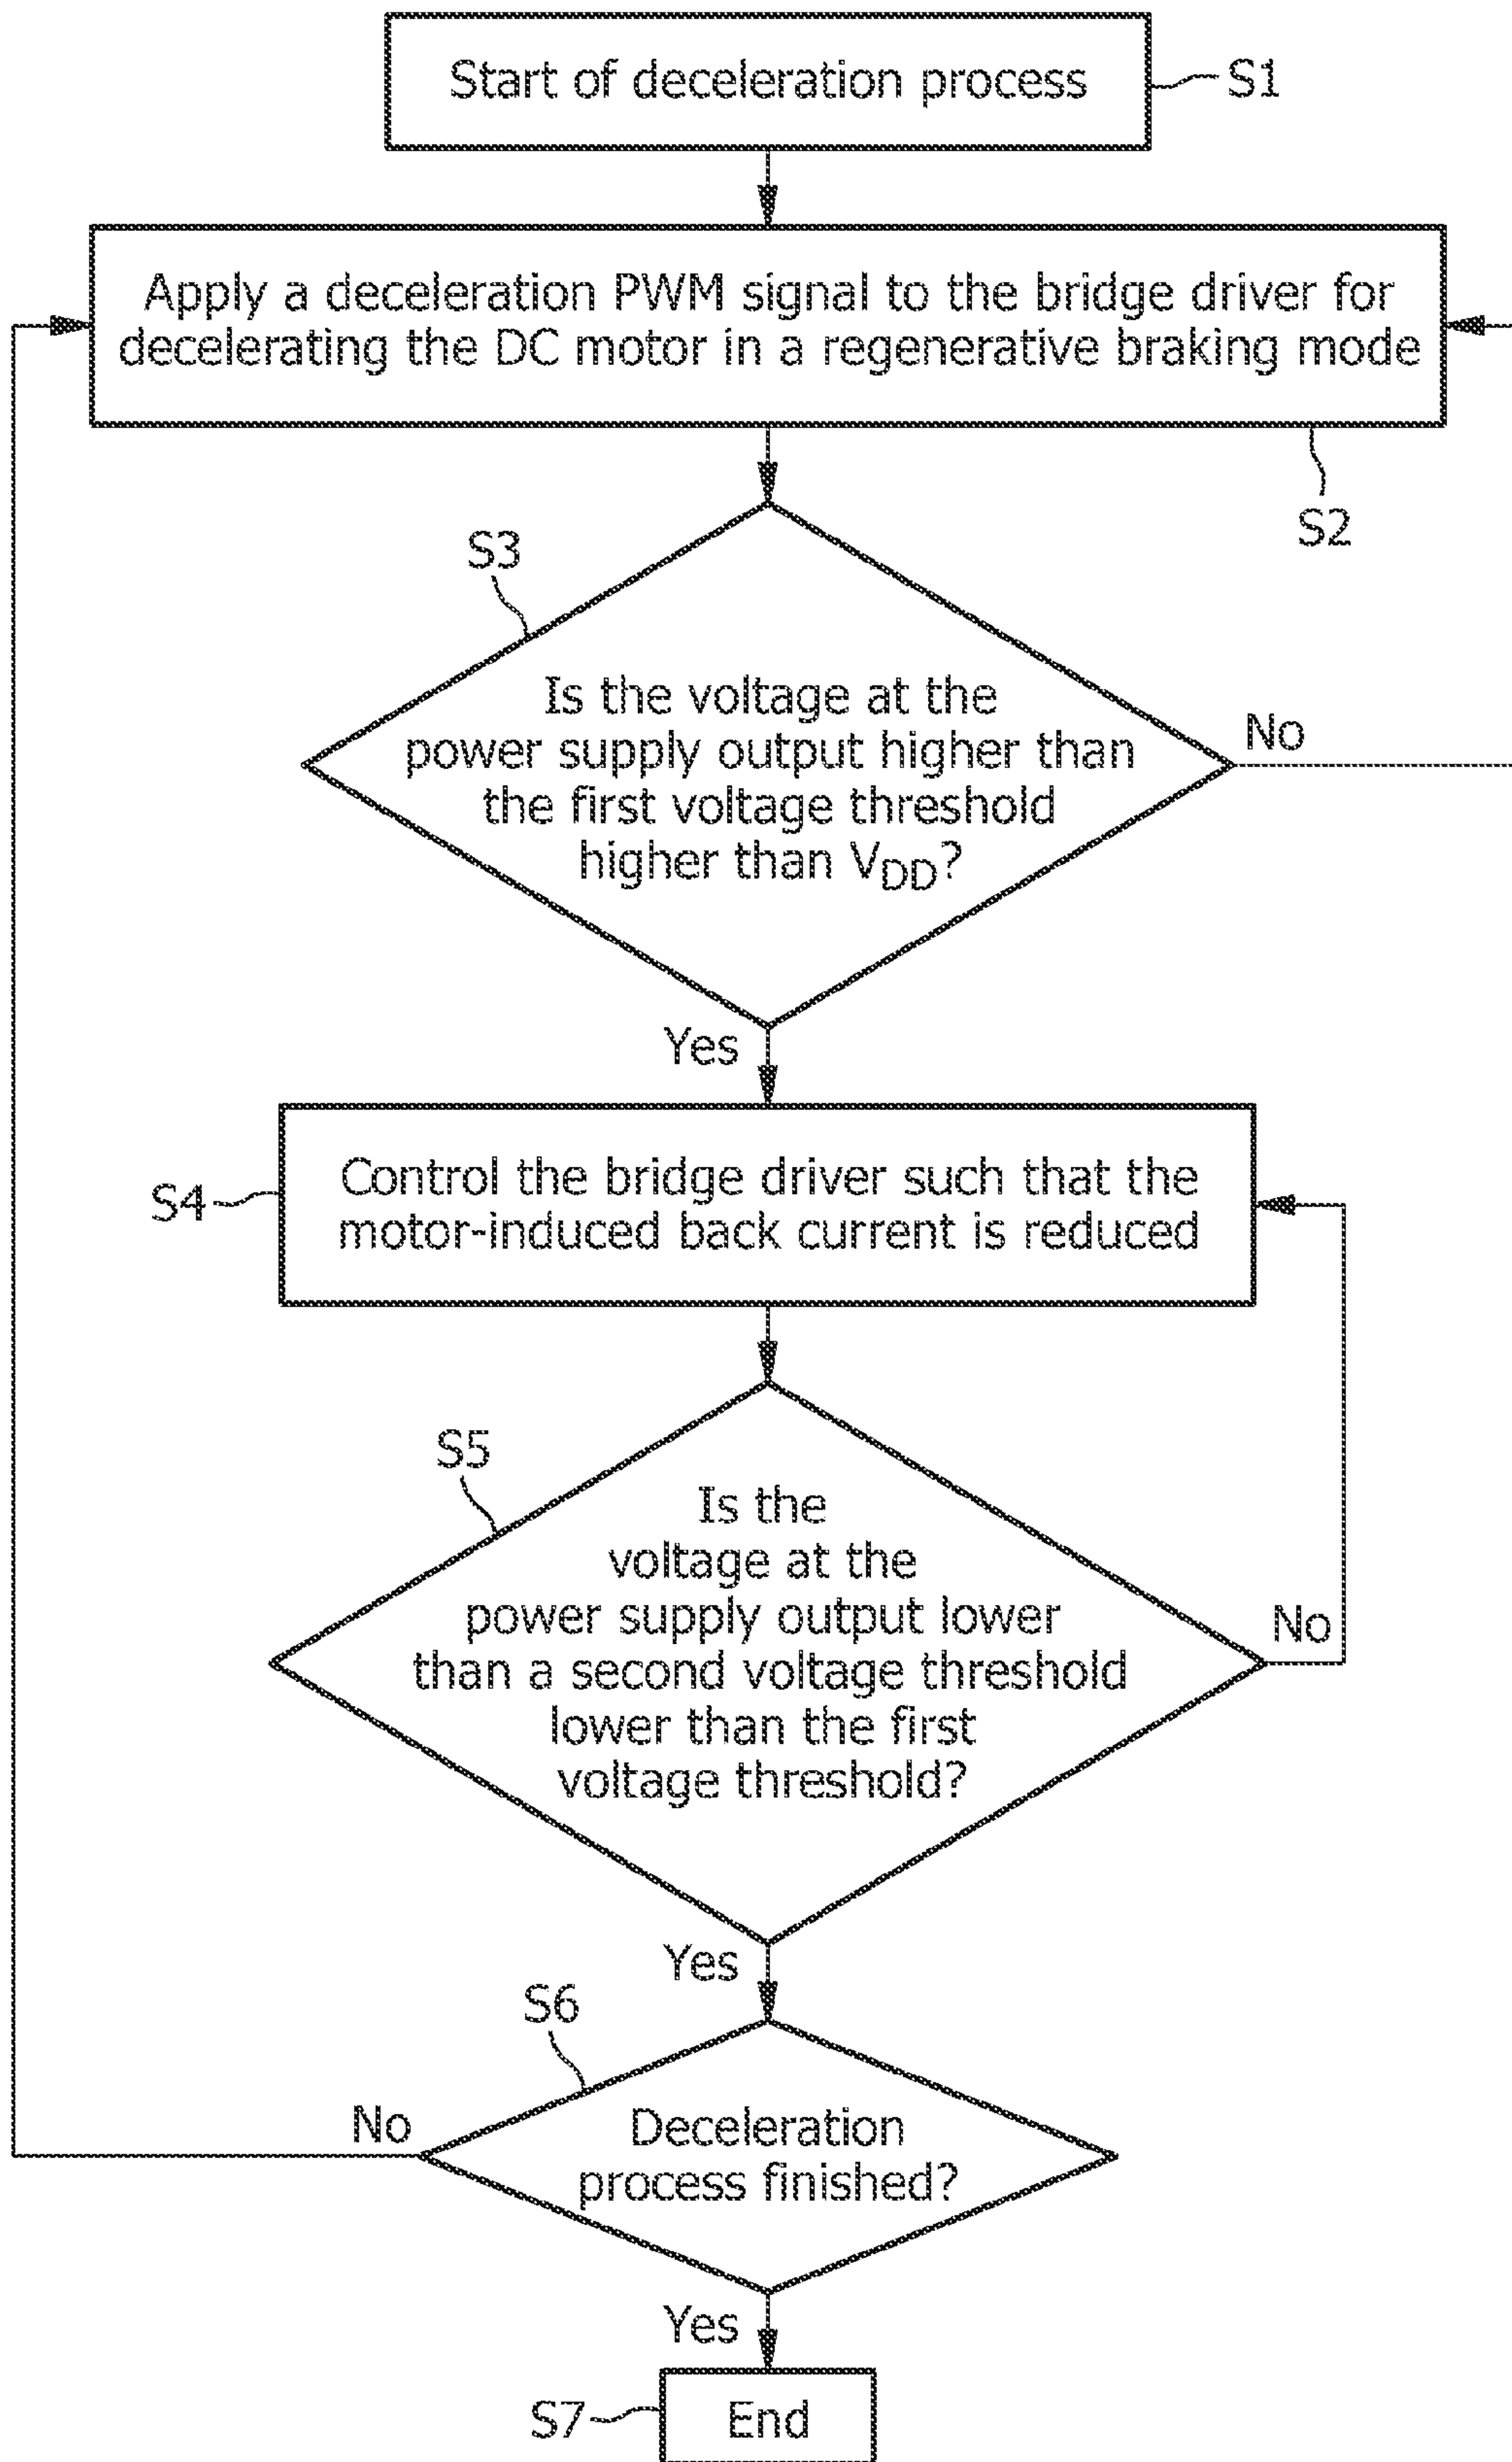 Start of deceleration process
S1
Apply a deceleration PWM signal to the bridge driver for
decelerating the DC motor in a regenerative braking mode
S2
S3
Is the voltage at the
power supply output higher than
the first voltage threshold
higher than VDD?
No
Yes
S4
Control the bridge driver such that the
motor-induced back current is reduced
S5
Is the
voltage at the
power supply output lower
than a second voltage threshold
lower than the first
voltage threshold?
No
Yes
S6
No
Deceleration
process finished?
Yes
S7
End